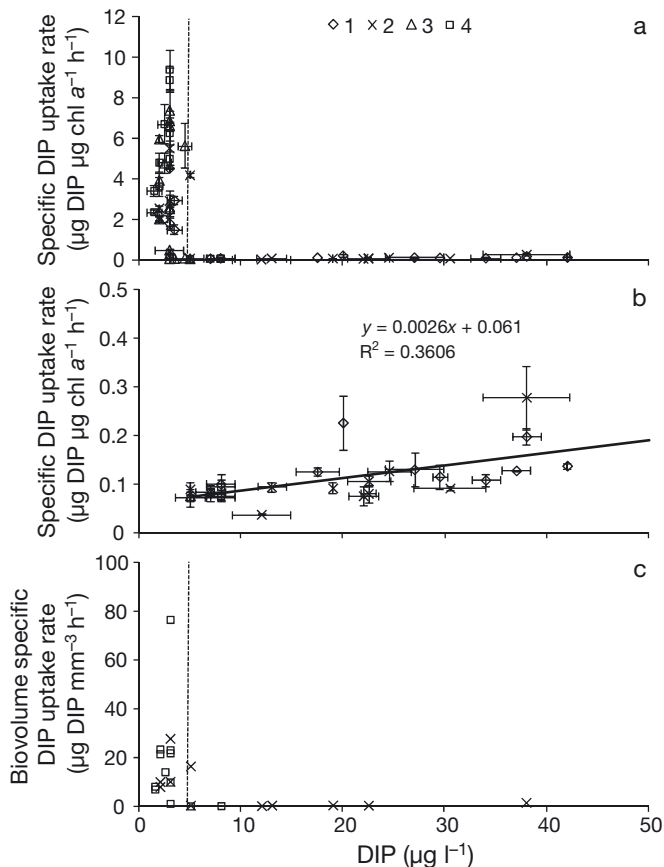 a
1 2 3 4
Specific DIP uptake rate
(µg DIP µg chl a⁻¹ h⁻¹)
14
12
10
8
6
4
2
0
b
y = 0.0026x + 0.061
R² = 0.3606
Specific DIP uptake rate
(µg DIP µg chl a⁻¹ h⁻¹)
0.5
0.4
0.3
0.2
0.1
0
c
Biovolume specific
DIP uptake rate
(µg DIP mm⁻³ h⁻¹)
100
80
60
40
20
0
0 10 20 30 40 50
DIP (µg l⁻¹)